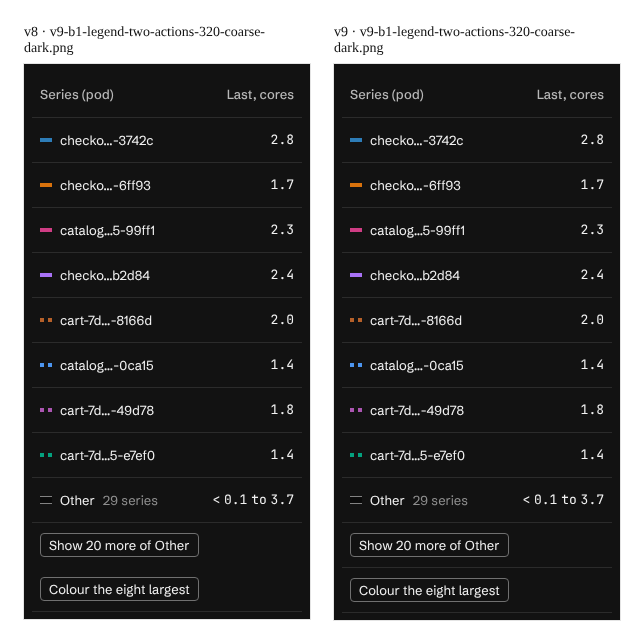 v8 · v9-b1-legend-two-actions-320-coarse-
dark.png
Series (pod) Last, cores
checko…-3742c 2.8
checko…-6ff93 1.7
catalog…5-99ff1 2.3
checko…b2d84 2.4
cart-7d…-8166d 2.0
catalog…-0ca15 1.4
cart-7d…-49d78 1.8
cart-7d…5-e7ef0 1.4
Other 29 series < 0.1 to 3.7
Show 20 more of Other
Colour the eight largest
v9 · v9-b1-legend-two-actions-320-coarse-
dark.png
Series (pod) Last, cores
checko…-3742c 2.8
checko…-6ff93 1.7
catalog…5-99ff1 2.3
checko…b2d84 2.4
cart-7d…-8166d 2.0
catalog…-0ca15 1.4
cart-7d…-49d78 1.8
cart-7d…5-e7ef0 1.4
Other 29 series < 0.1 to 3.7
Show 20 more of Other
Colour the eight largest